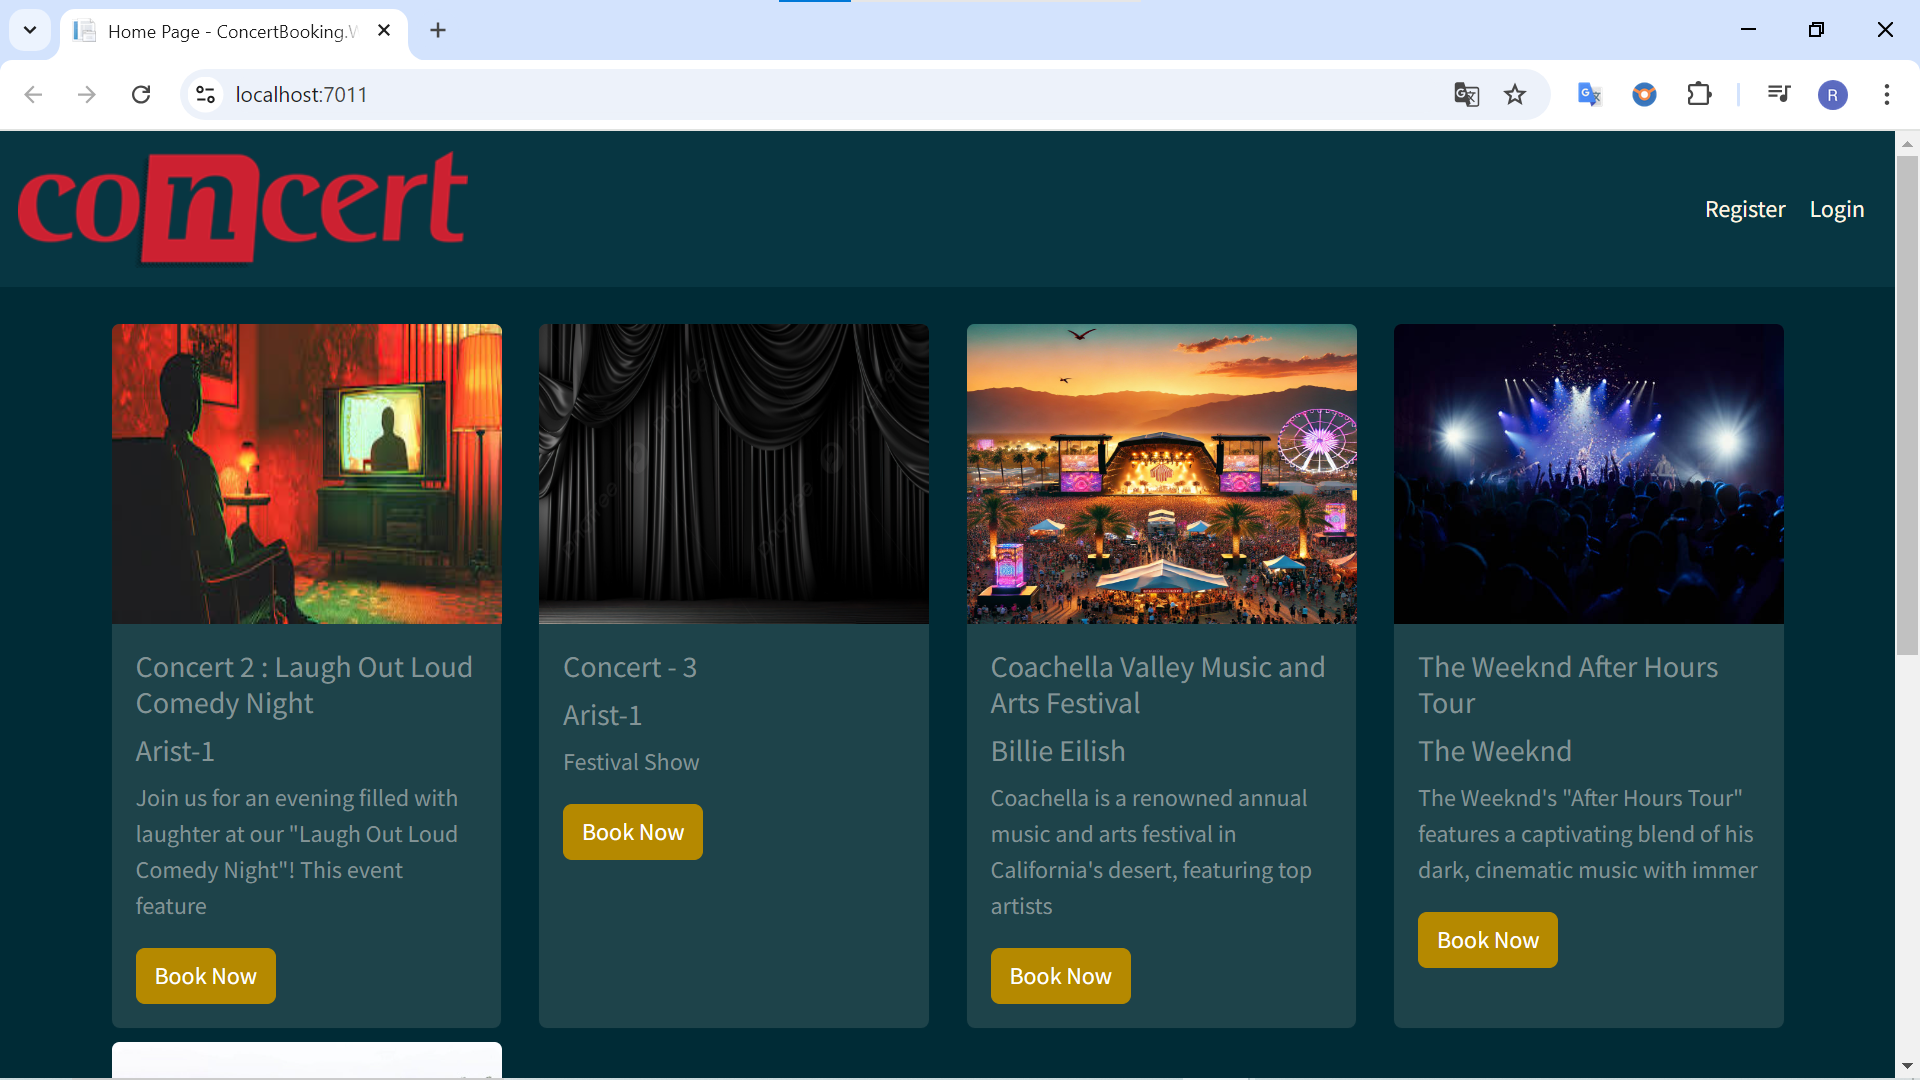 Home Page - ConcertBooking.W
localhost:7011
R
concert
Register Login
Concert 2 : Laugh Out Loud
Comedy Night
Arist-1
Join us for an evening filled with
laughter at our "Laugh Out Loud
Comedy Night"! This event
feature
Book Now
Concert - 3
Arist-1
Festival Show
Book Now
Coachella Valley Music and
Arts Festival
Billie Eilish
Coachella is a renowned annual
music and arts festival in
California's desert, featuring top
artists
Book Now
The Weeknd After Hours
Tour
The Weeknd
The Weeknd's "After Hours Tour"
features a captivating blend of his
dark, cinematic music with immer
Book Now